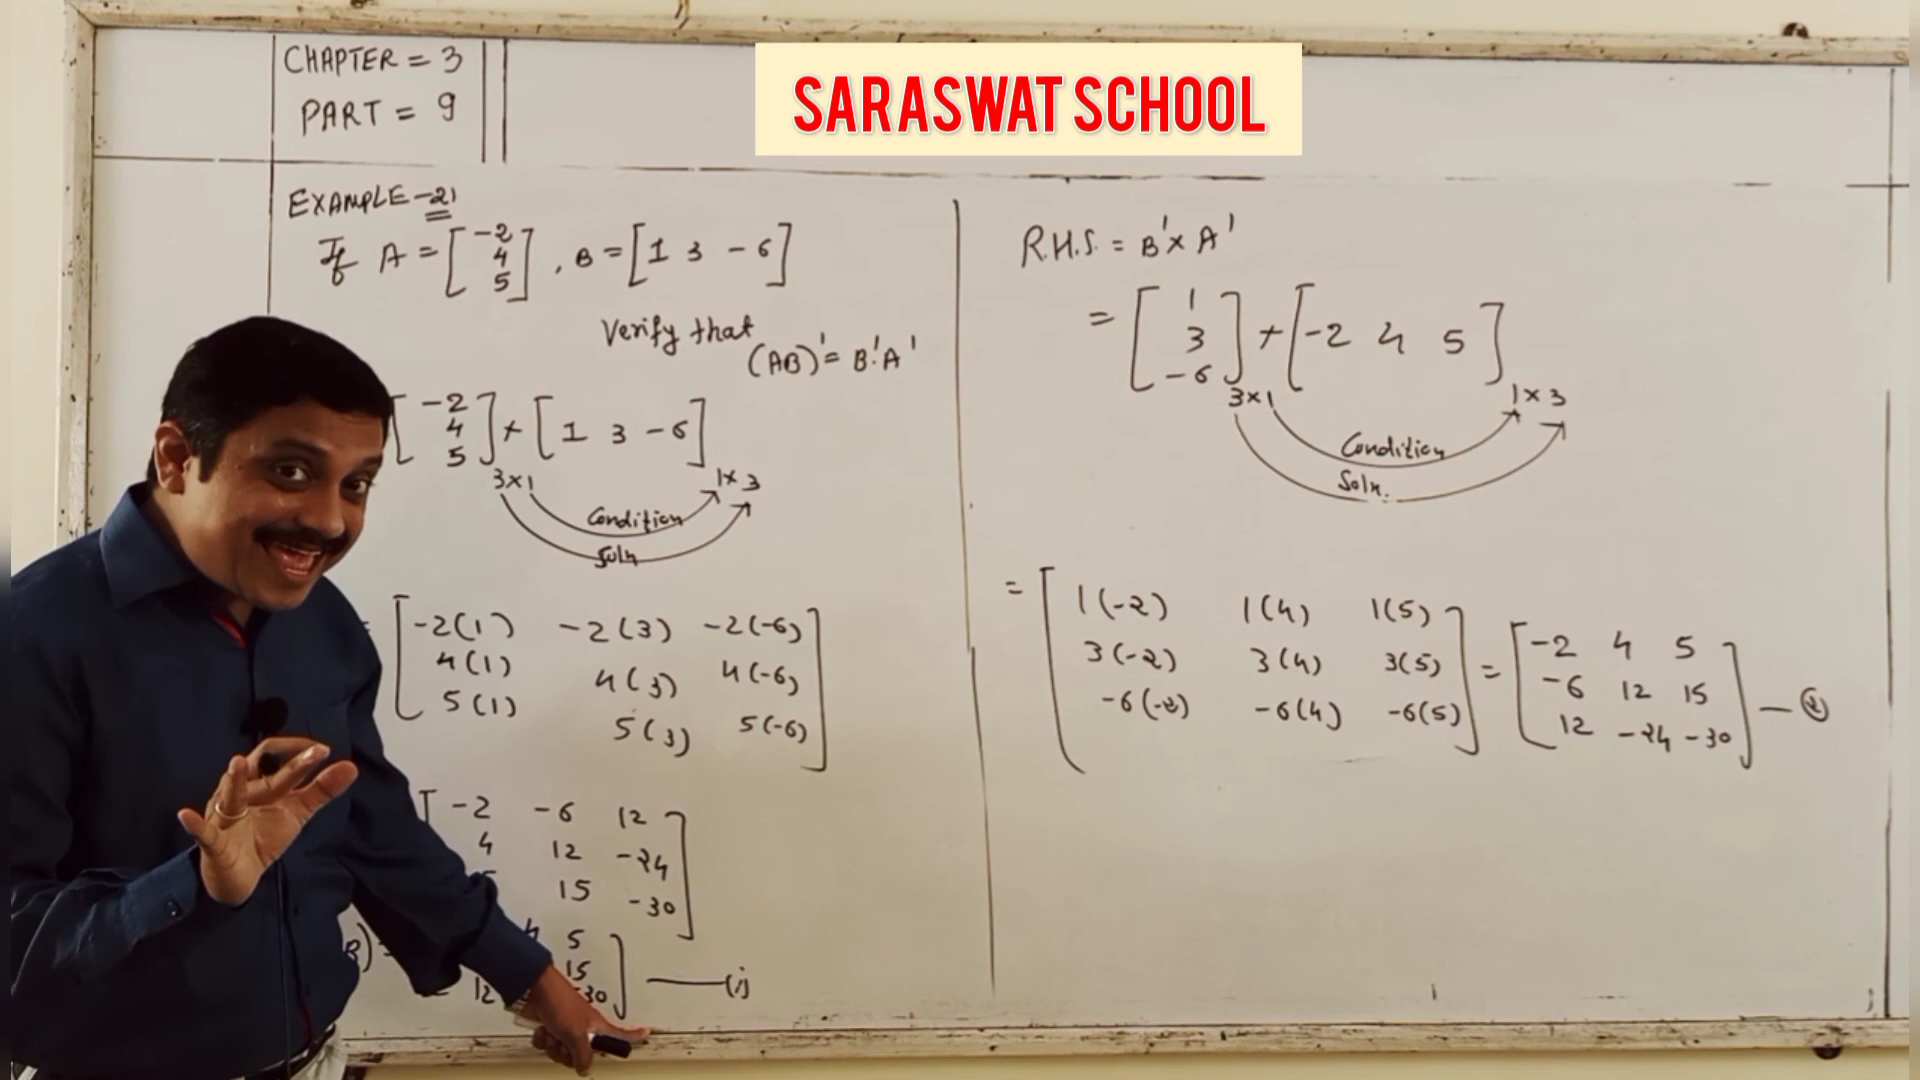 SARASWAT SCHOOL
CHAPTER = 3
PART = 9
EXAMPLE-21
If A = [-2 4 5], B = [1 3 -6]
Verify that
(AB)' = B'.A'
[-2 4 5] × [1 3 -6]
3×1 1×3
Condition
Soln
= [-2(1) -2(3) -2(-6)
4(1) 4(3) 4(-6)
5(1) 5(3) 5(-6)]
[-2 -6 12
4 12 -24
15 -30]
4 5
15
12 -30] —(i)
R.H.S. = B' × A'
= [1 3 -6] × [-2 4 5]
3×1 1×3
Condition
Soln.
= [1(-2) 1(4) 1(5)
3(-2) 3(4) 3(5)
-6(-2) -6(4) -6(5)]
= [-2 4 5
-6 12 15
12 -24 -30] — ②